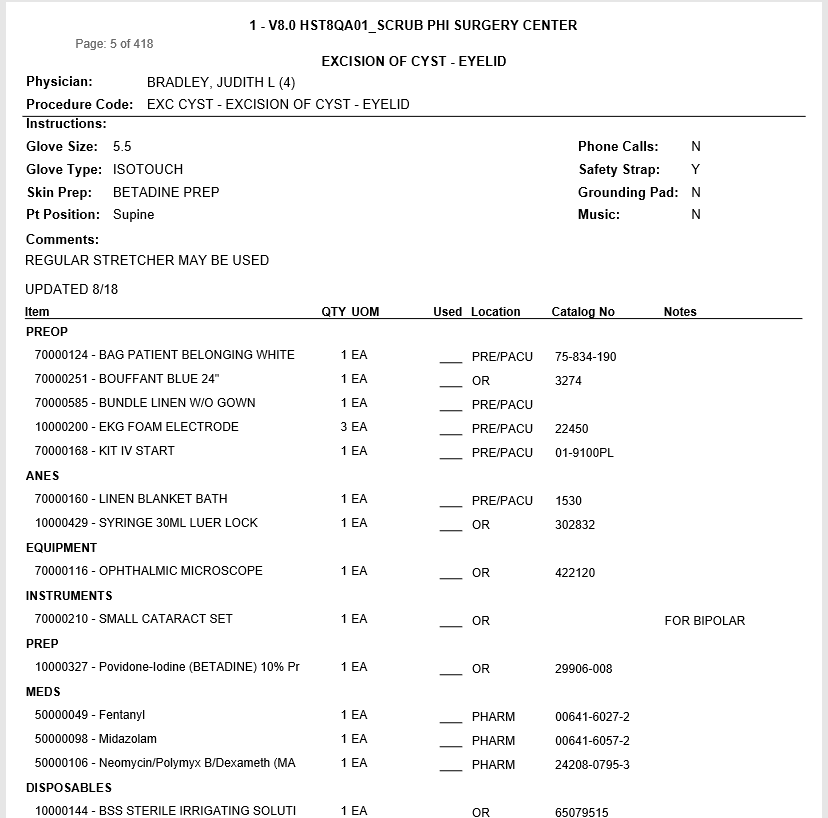 1 - V8.0 HST8QA01_SCRUB PHI SURGERY CENTER
Page: 5 of 418
EXCISION OF CYST - EYELID
Physician: BRADLEY, JUDITH L (4)
Procedure Code: EXC CYST - EXCISION OF CYST - EYELID
Instructions:
Glove Size: 5.5 Phone Calls: N
Glove Type: ISOTOUCH Safety Strap: Y
Skin Prep: BETADINE PREP Grounding Pad: N
Pt Position: Supine Music: N
Comments:
REGULAR STRETCHER MAY BE USED
UPDATED 8/18
Item QTY UOM Used Location Catalog No Notes
PREOP
70000124 - BAG PATIENT BELONGING WHITE 1 EA ___ PRE/PACU 75-834-190
70000251 - BOUFFANT BLUE 24" 1 EA ___ OR 3274
70000585 - BUNDLE LINEN W/O GOWN 1 EA ___ PRE/PACU
10000200 - EKG FOAM ELECTRODE 3 EA ___ PRE/PACU 22450
70000168 - KIT IV START 1 EA ___ PRE/PACU 01-9100PL
ANES
70000160 - LINEN BLANKET BATH 1 EA ___ PRE/PACU 1530
10000429 - SYRINGE 30ML LUER LOCK 1 EA ___ OR 302832
EQUIPMENT
70000116 - OPHTHALMIC MICROSCOPE 1 EA ___ OR 422120
INSTRUMENTS
70000210 - SMALL CATARACT SET 1 EA ___ OR FOR BIPOLAR
PREP
10000327 - Povidone-Iodine (BETADINE) 10% Pr 1 EA ___ OR 29906-008
MEDS
50000049 - Fentanyl 1 EA ___ PHARM 00641-6027-2
50000098 - Midazolam 1 EA ___ PHARM 00641-6057-2
50000106 - Neomycin/Polymyx B/Dexameth (MA 1 EA ___ PHARM 24208-0795-3
DISPOSABLES
10000144 - BSS STERILE IRRIGATING SOLUTI 1 EA OR 65079515